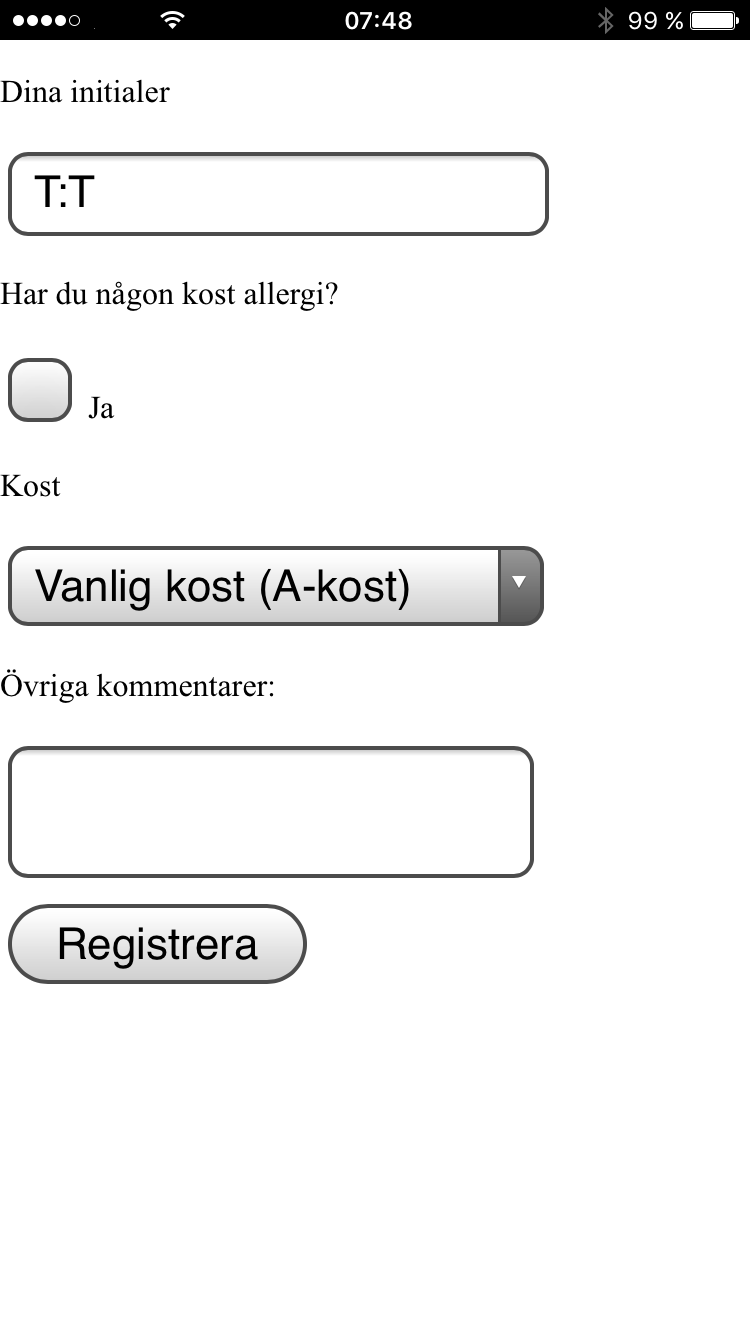 07:48 99 %
Dina initialer
T:T
Har du någon kost allergi?
Ja
Kost
Vanlig kost (A-kost)
Övriga kommentarer:
Registrera